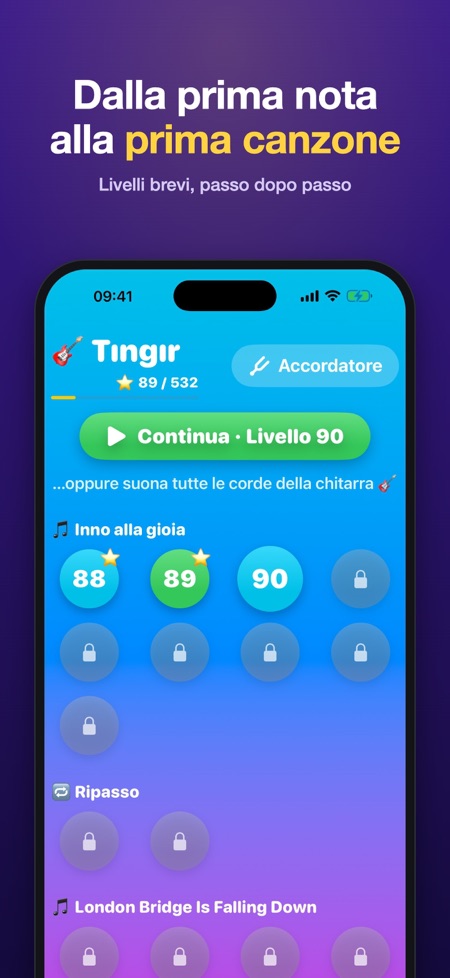 Dalla prima nota
alla prima canzone
Livelli brevi, passo dopo passo
09:41
Tıngır
Accordatore
⭐ 89 / 532
Continua · Livello 90
...oppure suona tutte le corde della chitarra 🎸
🎵 Inno alla gioia
88 89 90
🔁 Ripasso
🎵 London Bridge Is Falling Down